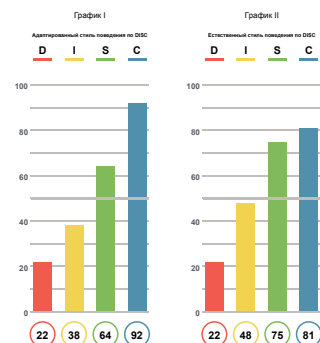 График I
Адаптированный стиль поведения по DISC
D I S C
100
80
60
40
20
0
22 38 64 92
График II
Естественный стиль поведения по DISC
D I S C
100
80
60
40
20
0
22 48 75 81